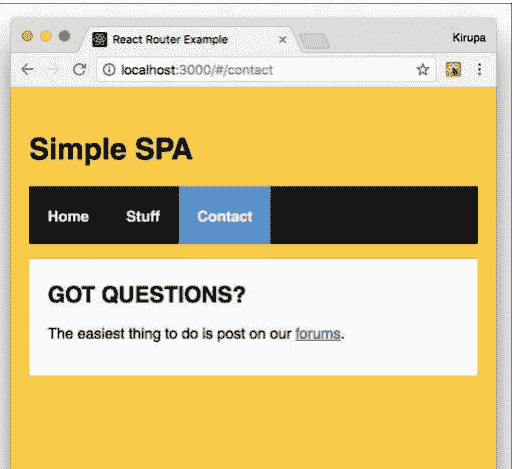 React Router Example
Kirupa
localhost:3000/#/contact
Simple SPA
Home Stuff Contact
GOT QUESTIONS?
The easiest thing to do is post on our forums.